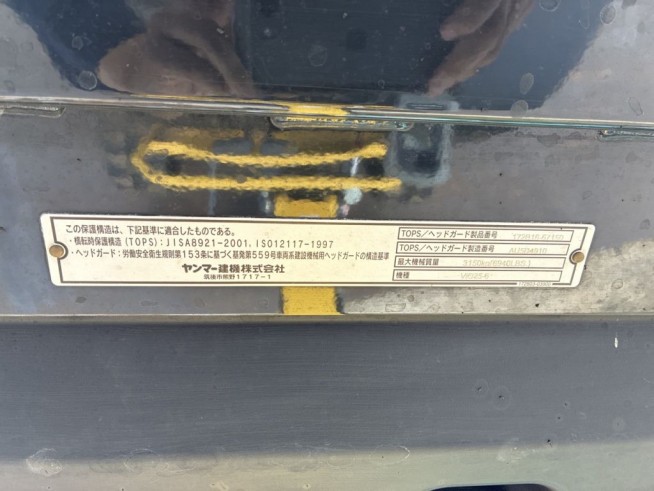 この保護構造は、下記基準に適合したものである。
・横転時保護構造 (TOPS) : JISA8921-2001, ISO12117-1997
・ヘッドガード : 労働安全衛生規則第153条に基づく基発第559号車両系建設機械用ヘッドガードの構造基準
ヤンマー建機株式会社
筑後市熊野1717-1
TOPS/ヘッドガード製品番号
TOPS/ヘッドガード製造番号
最大機械質量
機種